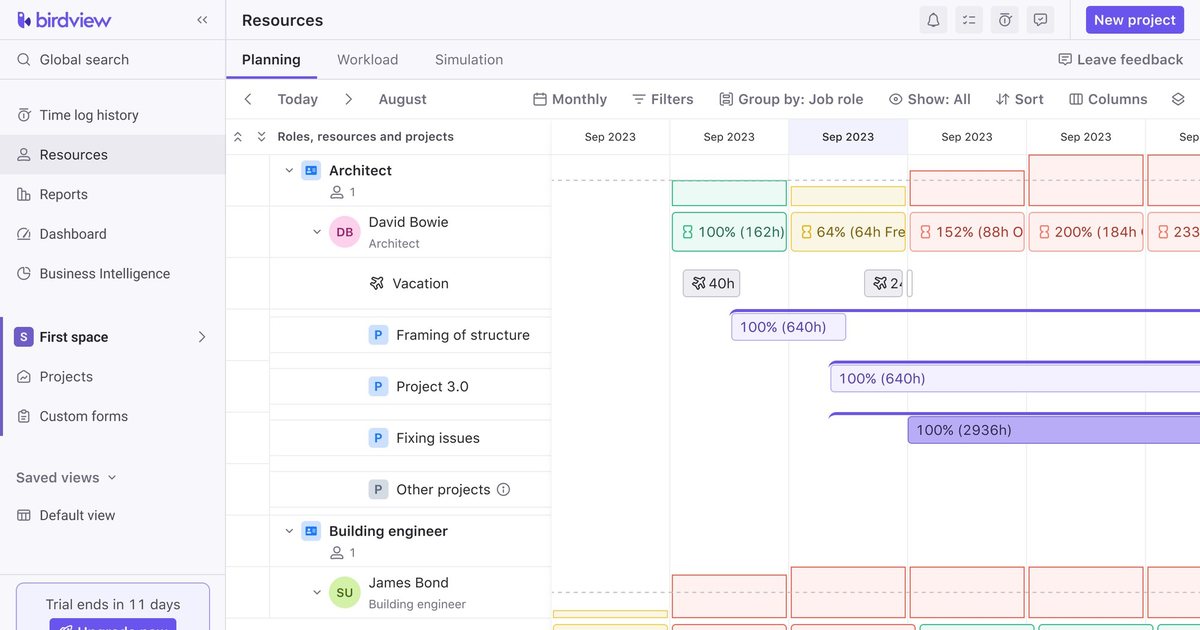 birdview
Resources
New project
Global search
Planning Workload Simulation Leave feedback
Today August Monthly Filters Group by: Job role Show: All Sort Columns
Time log history
Resources
Reports
Dashboard
Business Intelligence
S First space
Projects
Custom forms
Saved views
Default view
Trial ends in 11 days
Upgrade now
Roles, resources and projects Sep 2023 Sep 2023 Sep 2023 Sep 2023 Sep 2023 Sep
Architect
1
DB David Bowie
Architect
100% (162h) 64% (64h Fre 152% (88h O 200% (184h 233
Vacation 40h 24
P Framing of structure 100% (640h)
P Project 3.0 100% (640h)
P Fixing issues 100% (2936h)
P Other projects
Building engineer
1
SU James Bond
Building engineer